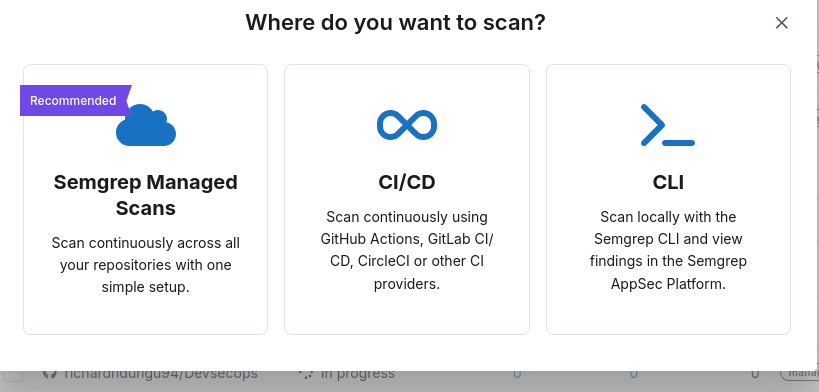 Where do you want to scan?
Recommended
Semgrep Managed
Scans
Scan continuously across all
your repositories with one
simple setup.
CI/CD
Scan continuously using
GitHub Actions, GitLab CI/
CD, CircleCI or other CI
providers.
CLI
Scan locally with the
Semgrep CLI and view
findings in the Semgrep
AppSec Platform.
richardndungu94/Devsecops In progress 0 0 0